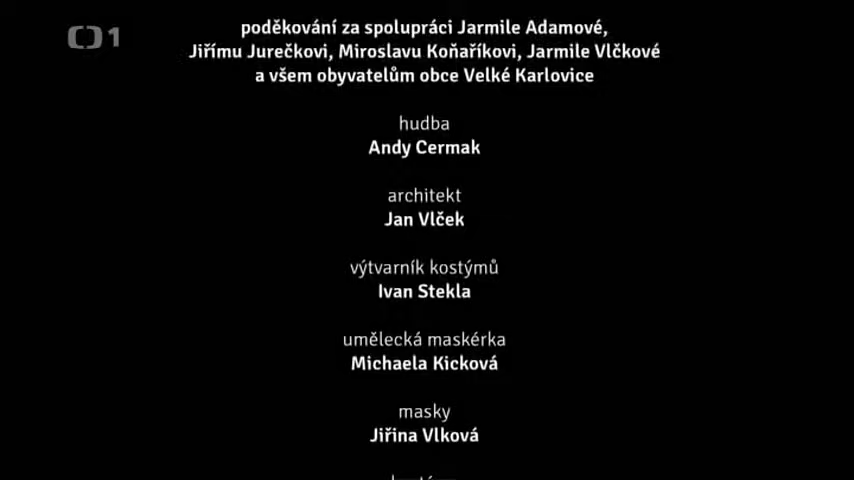 C1
poděkování za spolupráci Jarmile Adamové,
Jiřímu Jurečkovi, Miroslavu Koňaříkovi, Jarmile Vlčkové
a všem obyvatelům obce Velké Karlovice
hudba
Andy Cermak
architekt
Jan Vlček
výtvarník kostýmů
Ivan Stekla
umělecká maskérka
Michaela Kicková
masky
Jiřina Vlková